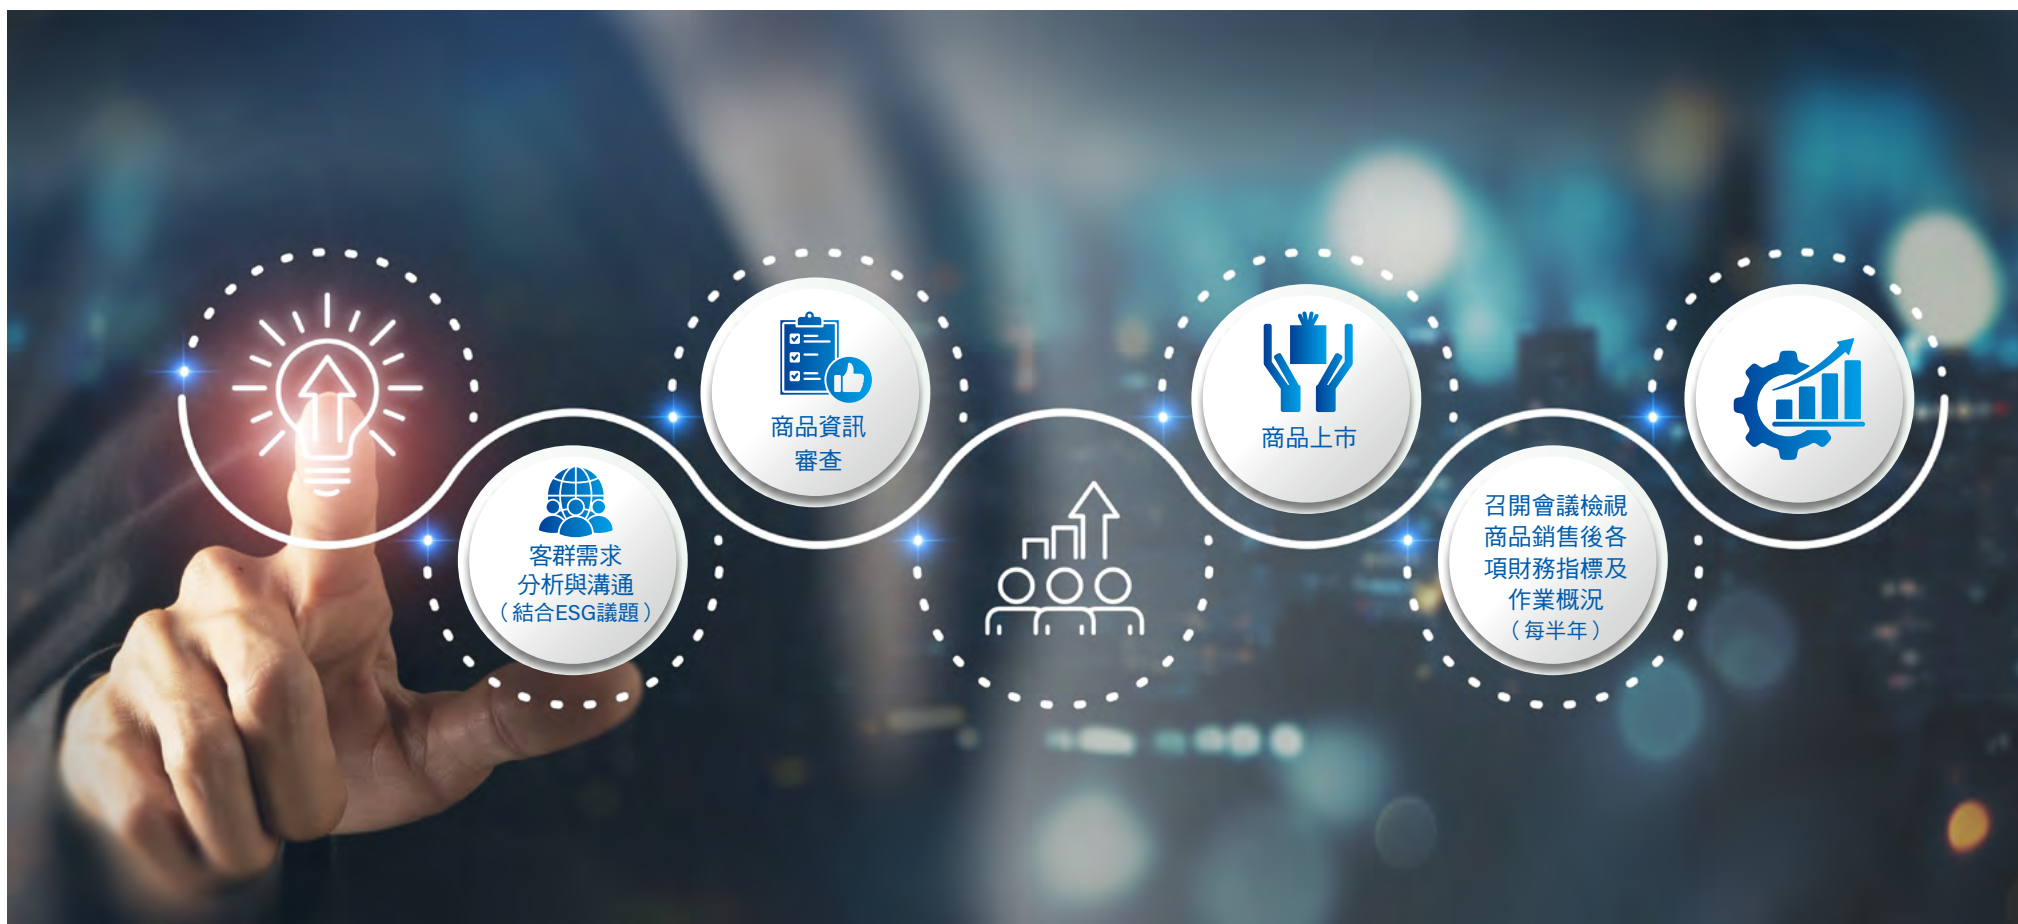 客群需求
分析與溝通
（結合ESG議題）
商品資訊
審查
商品上市
召開會議檢視
商品銷售後各
項財務指標及
作業概況
（每半年）